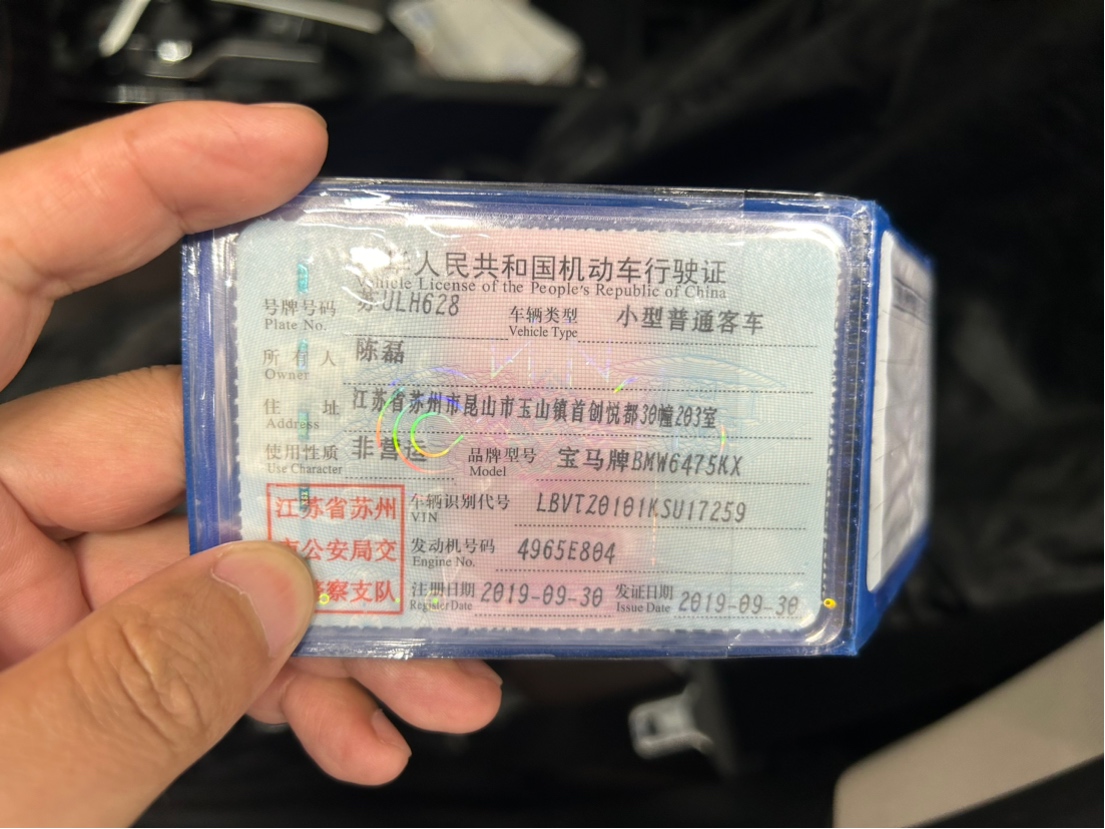 人民共和国机动车行驶证
Vehicle License of the People's Republic of China
号牌号码 苏ULH628 车辆类型 小型普通客车
Plate No. Vehicle Type
所有人 陈磊
Owner
住址 江苏省苏州市昆山市玉山镇首创悦都30幢203室
Address
使用性质 非营运 品牌型号 宝马牌BMW6475KX
Use Character Model
江苏省苏州 车辆识别代号 LBVTZ0101KSU17259
VIN
公安局交 发动机号码 4965E804
Engine No.
警察支队 注册日期 2019-09-30 发证日期 2019-09-30
Register Date Issue Date